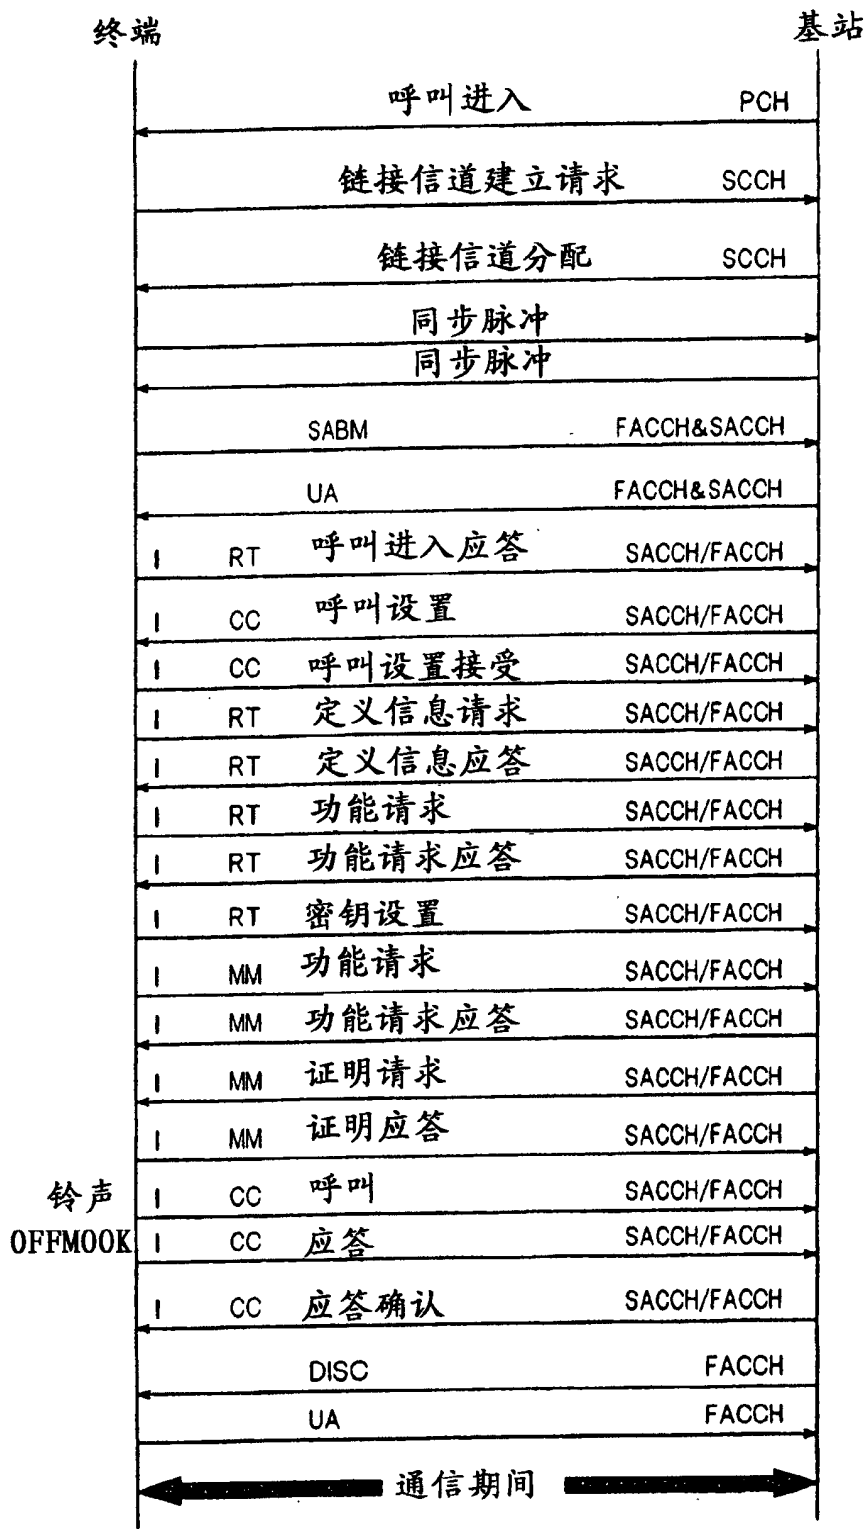 终端 基站
呼叫进入 PCH
链接信道建立请求 SCCH
链接信道分配 SCCH
同步脉冲
同步脉冲
SABM FACCH&SACCH
UA FACCH&SACCH
I RT 呼叫进入应答 SACCH/FACCH
I CC 呼叫设置 SACCH/FACCH
I CC 呼叫设置接受 SACCH/FACCH
I RT 定义信息请求 SACCH/FACCH
I RT 定义信息应答 SACCH/FACCH
I RT 功能请求 SACCH/FACCH
I RT 功能请求应答 SACCH/FACCH
I RT 密钥设置 SACCH/FACCH
I MM 功能请求 SACCH/FACCH
I MM 功能请求应答 SACCH/FACCH
I MM 证明请求 SACCH/FACCH
I MM 证明应答 SACCH/FACCH
铃声 I CC 呼叫 SACCH/FACCH
OFFMOOK I CC 应答 SACCH/FACCH
I CC 应答确认 SACCH/FACCH
DISC FACCH
UA FACCH
通信期间